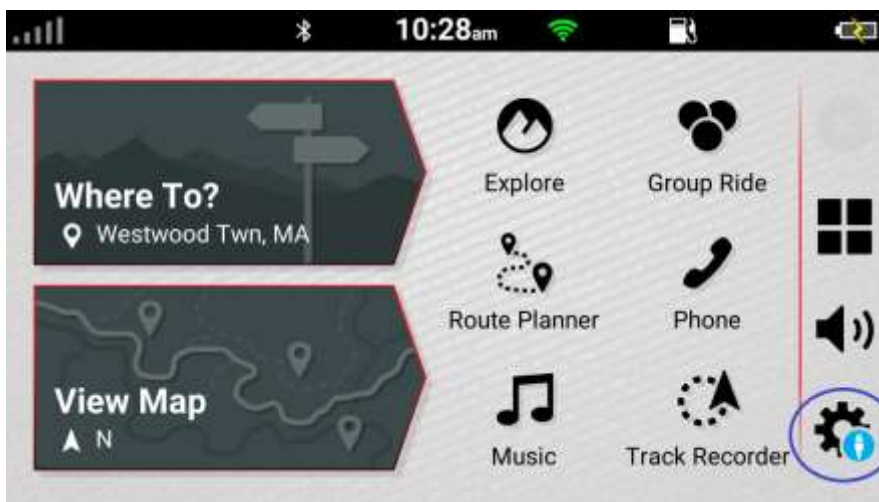 10:28am
Where To?
Westwood Twn, MA
View Map
N
Explore
Group Ride
Route Planner
Phone
Music
Track Recorder